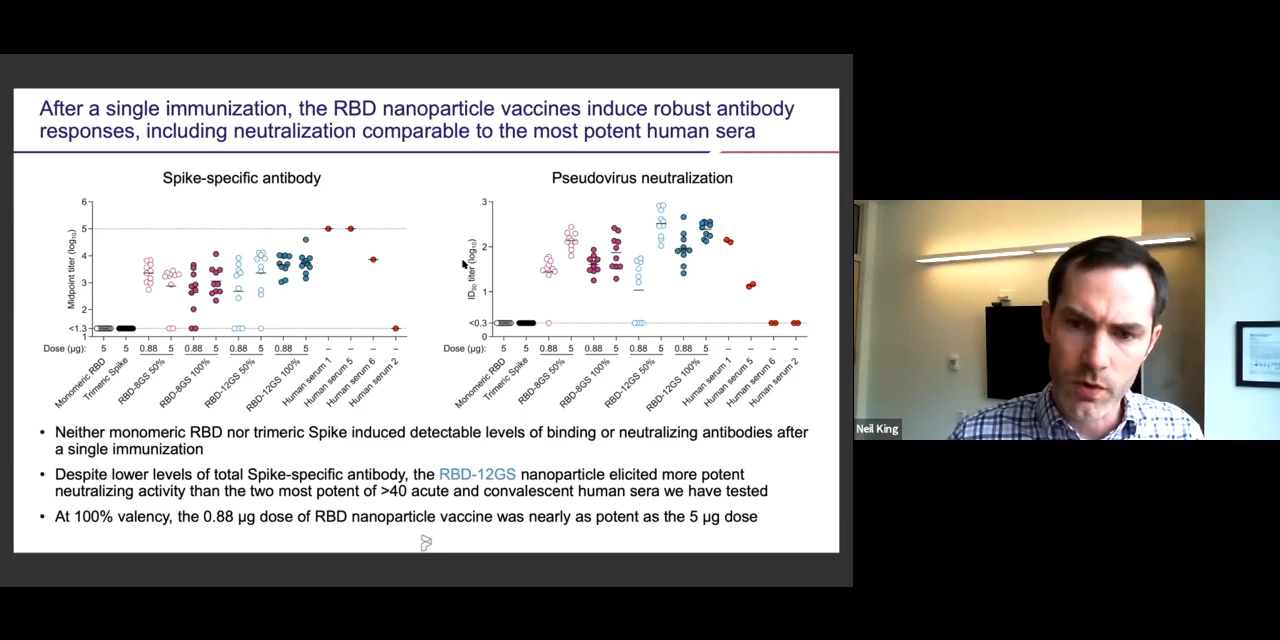 After a single immunization, the RBD nanoparticle vaccines induce robust antibody
responses, including neutralization comparable to the most potent human sera
Spike-specific antibody
Midpoint titer (log₁₀)
6
5
4
3
2
<1.3
1
Dose (µg): 5 5 0.88 5 0.88 5 0.88 5 0.88 5 – – – –
Monomeric RBD
Trimeric Spike
RBD-8GS 50%
RBD-8GS 100%
RBD-12GS 50%
RBD-12GS 100%
Human serum 1
Human serum 5
Human serum 6
Human serum 2
Pseudovirus neutralization
ID₅₀ titer (log₁₀)
3
2
1
<0.3
0
Dose (µg): 5 5 0.88 5 0.88 5 0.88 5 0.88 5 – – – –
Monomeric RBD
Trimeric Spike
RBD-8GS 50%
RBD-8GS 100%
RBD-12GS 50%
RBD-12GS 100%
Human serum 1
Human serum 5
Human serum 6
Human serum 2
• Neither monomeric RBD nor trimeric Spike induced detectable levels of binding or neutralizing antibodies after
a single immunization
• Despite lower levels of total Spike-specific antibody, the RBD-12GS nanoparticle elicited more potent
neutralizing activity than the two most potent of >40 acute and convalescent human sera we have tested
• At 100% valency, the 0.88 µg dose of RBD nanoparticle vaccine was nearly as potent as the 5 µg dose
Neil King